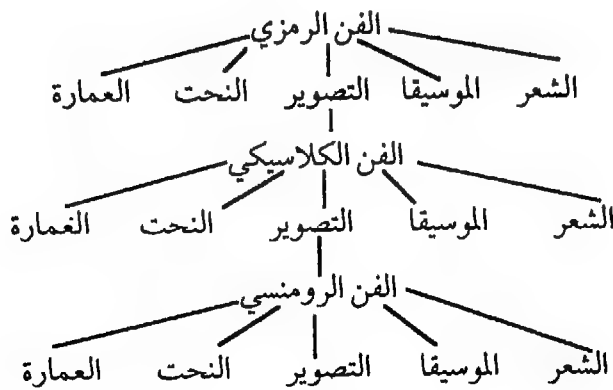 الفن الرمزي
الشعر الموسيقا التصوير النحت العمارة
الفن الكلاسيكي
الشعر الموسيقا التصوير النحت الغمارة
الفن الرومنسي
الشعر الموسيقا التصوير النحت العمارة